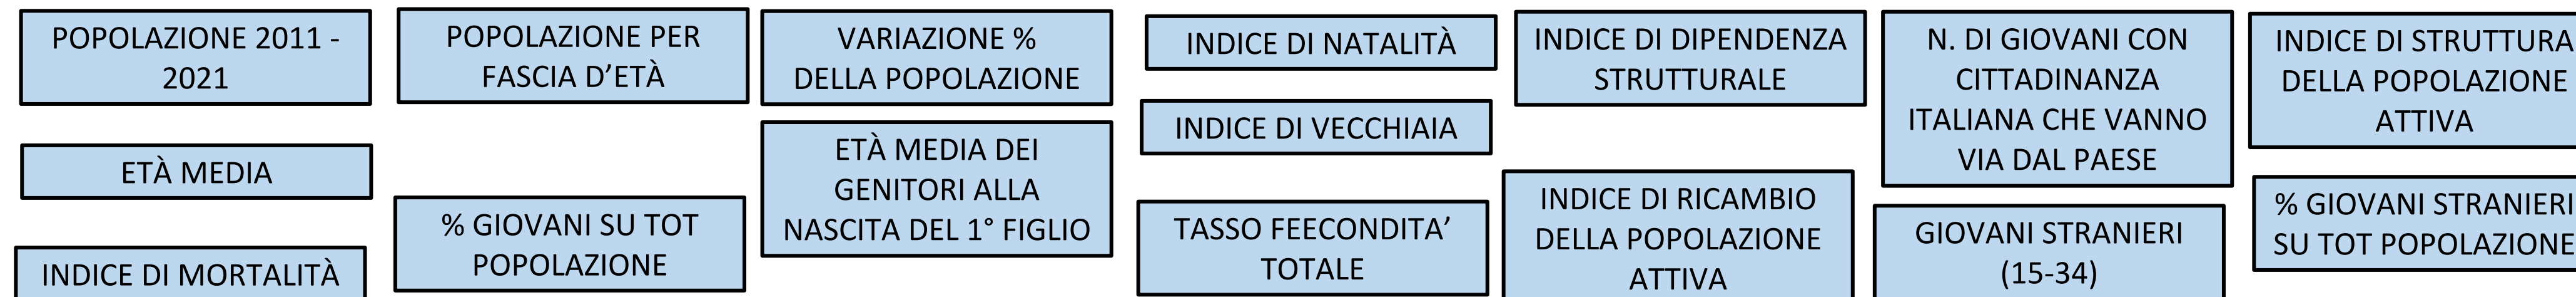 POPOLAZIONE 2011 -
2021
ETÀ MEDIA
INDICE DI MORTALITÀ
POPOLAZIONE PER
FASCIA D’ETÀ
% GIOVANI SU TOT
POPOLAZIONE
VARIAZIONE %
DELLA POPOLAZIONE
ETÀ MEDIA DEI
GENITORI ALLA
NASCITA DEL 1° FIGLIO
INDICE DI NATALITÀ
INDICE DI VECCHIAIA
TASSO FEECONDITA’
TOTALE
INDICE DI DIPENDENZA
STRUTTURALE
INDICE DI RICAMBIO
DELLA POPOLAZIONE
ATTIVA
N. DI GIOVANI CON
CITTADINANZA
ITALIANA CHE VANNO
VIA DAL PAESE
GIOVANI STRANIERI
(15-34)
INDICE DI STRUTTURA
DELLA POPOLAZIONE
ATTIVA
% GIOVANI STRANIERI
SU TOT POPOLAZIONE